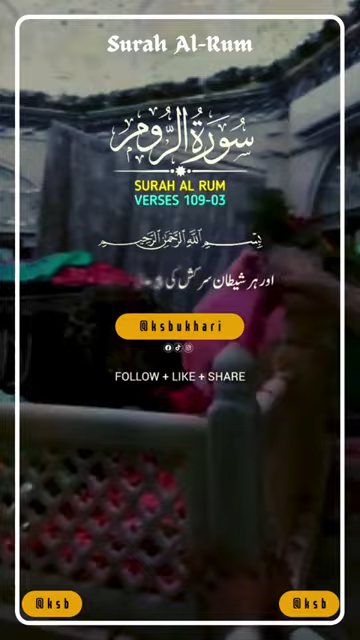 Surah Al-Rum
سُورَةُ الرُّومِ
SURAH AL RUM
VERSES 109-03
بِسْمِ اللَّهِ الرَّحْمَٰنِ الرَّحِيمِ
اور ہر شیطان سرکش کی
@ksbukhari
FOLLOW + LIKE + SHARE
@ksb @ksb